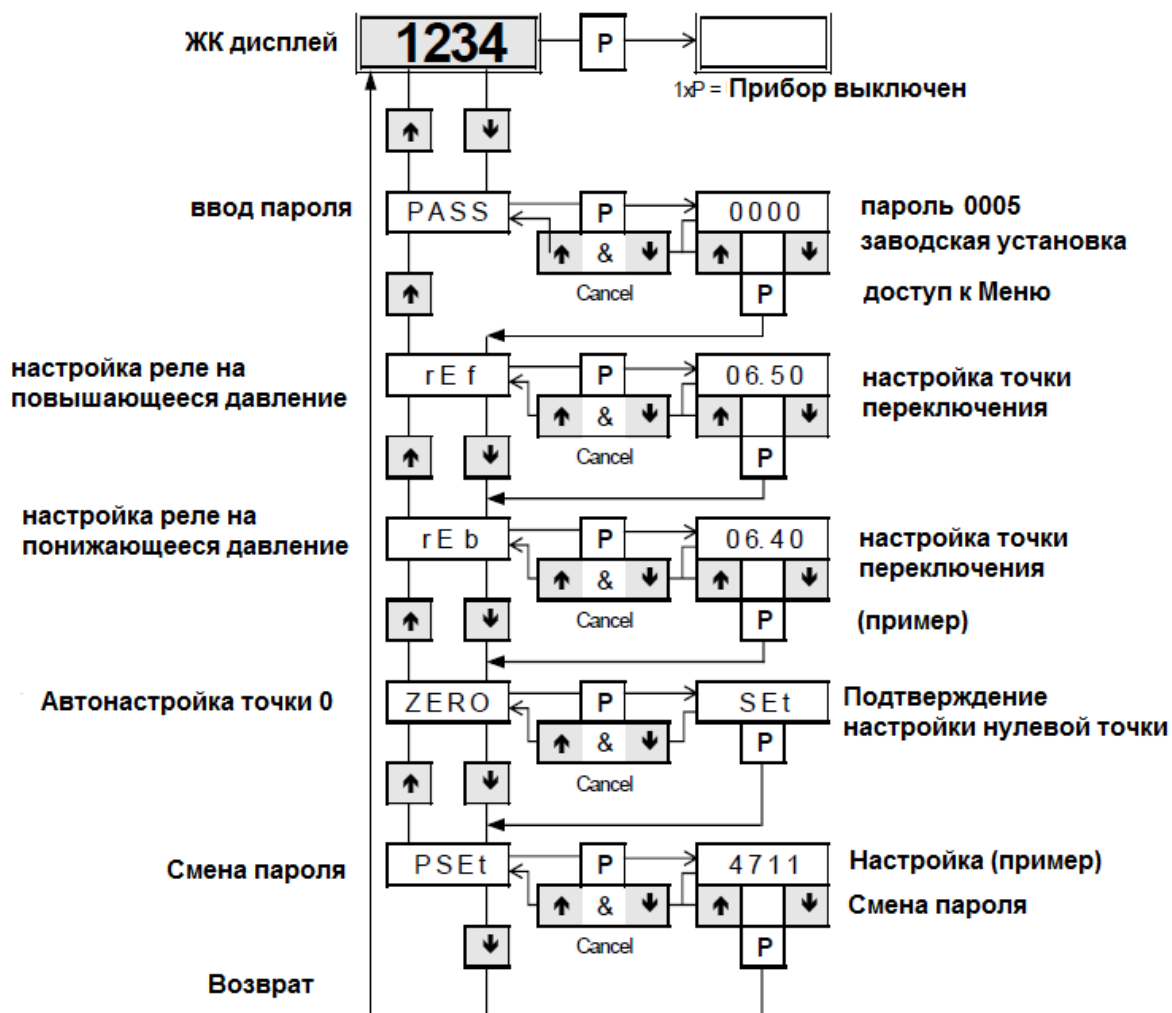 ЖК дисплей 1234 P
1xP = Прибор выключен
↑ ↓
ввод пароля PASS P 0000 пароль 0005
↑ & ↓ ↑ ↓ заводская установка
↑ Cancel P доступ к Меню
настройка реле на
повышающееся давление
rEf P 06.50 настройка точки
переключения
↑ & ↓ ↑ ↓
↑ ↓ Cancel P
настройка реле на
понижающееся давление
rEb P 06.40 настройка точки
переключения
↑ & ↓ ↑ ↓
↑ ↓ Cancel P (пример)
Автонастройка точки 0 ZERO P SEt Подтверждение
настройки нулевой точки
↑ & ↓ P
↑ ↓ Cancel
Смена пароля PSEt P 4711 Настройка (пример)
↑ & ↓ ↑ ↓ Смена пароля
↓ Cancel P
Возврат